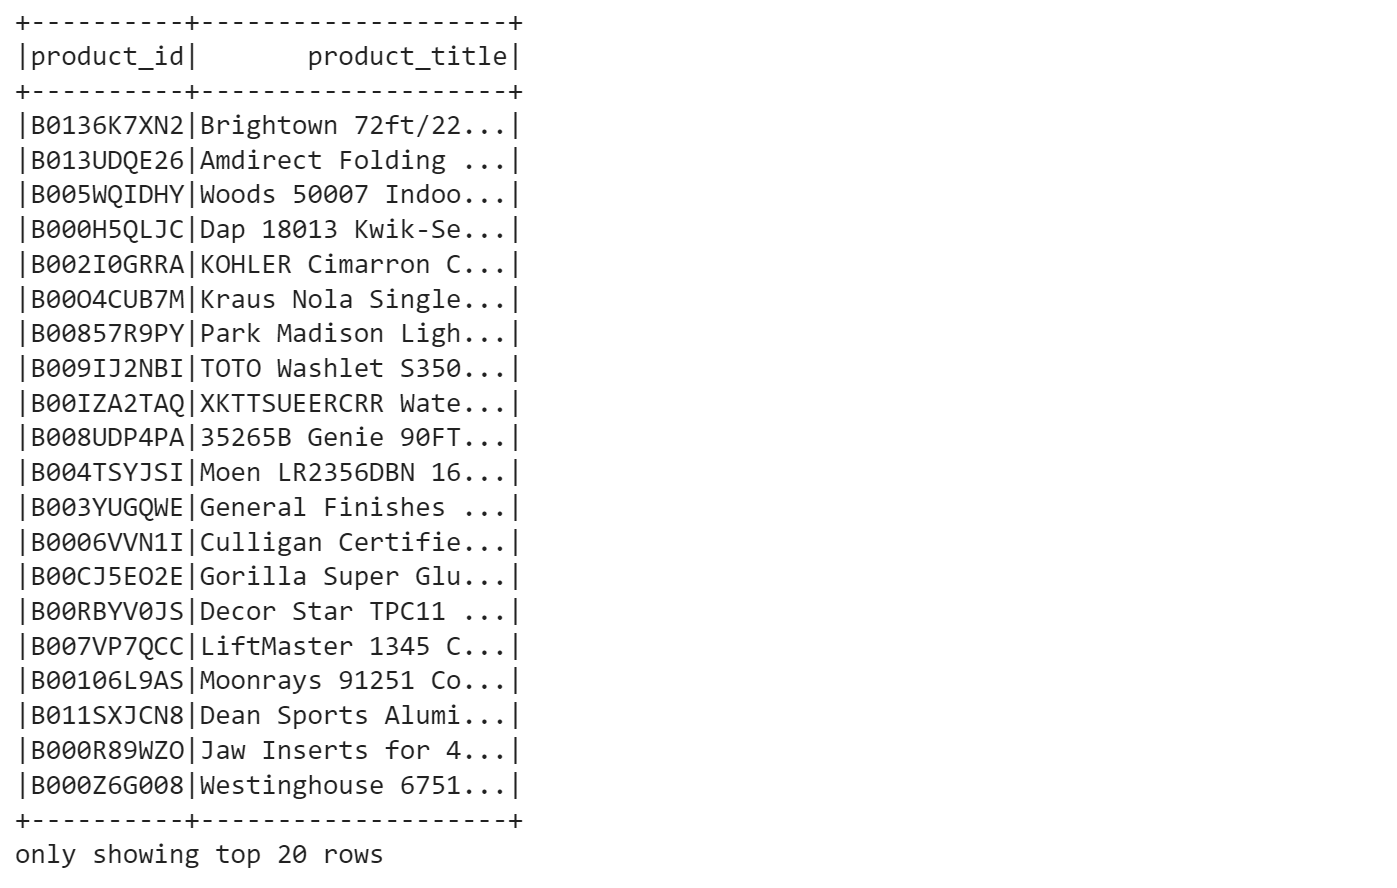 +----------+--------------------+
|product_id|       product_title|
+----------+--------------------+
|B0136K7XN2|Brightown 72ft/22...|
|B013UDQE26|Amdirect Folding ...|
|B005WQIDHY|Woods 50007 Indoo...|
|B000H5QLJC|Dap 18013 Kwik-Se...|
|B002I0GRRA|KOHLER Cimarron C...|
|B00O4CUB7M|Kraus Nola Single...|
|B00857R9PY|Park Madison Ligh...|
|B009IJ2NBI|TOTO Washlet S350...|
|B00IZA2TAQ|XKTTSUEERCRR Wate...|
|B008UDP4PA|35265B Genie 90FT...|
|B004TSYJSI|Moen LR2356DBN 16...|
|B003YUGQWE|General Finishes ...|
|B0006VVN1I|Culligan Certifie...|
|B00CJ5EO2E|Gorilla Super Glu...|
|B00RBYV0JS|Decor Star TPC11 ...|
|B007VP7QCC|LiftMaster 1345 C...|
|B00106L9AS|Moonrays 91251 Co...|
|B011SXJCN8|Dean Sports Alumi...|
|B000R89WZO|Jaw Inserts for 4...|
|B000Z6G008|Westinghouse 6751...|
+----------+--------------------+
only showing top 20 rows